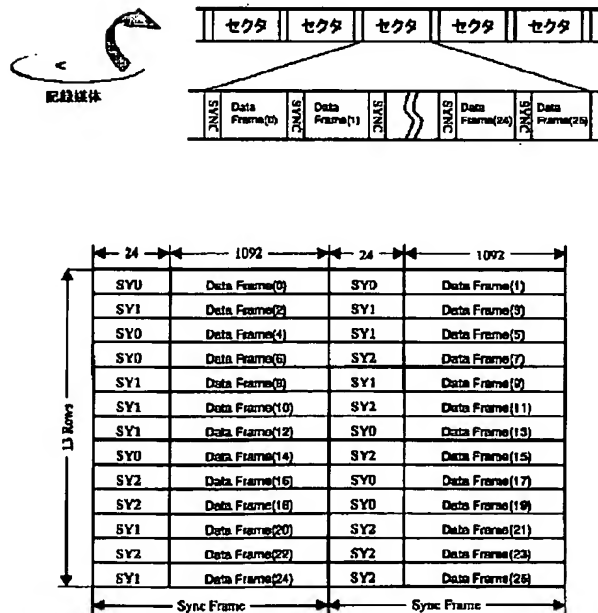 セクタ セクタ セクタ セクタ セクタ
<
記録媒体
SYNC Data Frame(0) SYNC Data Frame(1) SYNC SYNC Data Frame(24) SYNC Data Frame(25)
24 1092 24 1092
13 Rows
SY0 Data Frame(0) SY0 Data Frame(1)
SY1 Data Frame(2) SY1 Data Frame(3)
SY0 Data Frame(4) SY1 Data Frame(5)
SY0 Data Frame(6) SY2 Data Frame(7)
SY1 Data Frame(8) SY1 Data Frame(9)
SY1 Data Frame(10) SY2 Data Frame(11)
SY1 Data Frame(12) SY0 Data Frame(13)
SY0 Data Frame(14) SY2 Data Frame(15)
SY2 Data Frame(16) SY0 Data Frame(17)
SY2 Data Frame(18) SY0 Data Frame(19)
SY1 Data Frame(20) SY2 Data Frame(21)
SY2 Data Frame(22) SY2 Data Frame(23)
SY1 Data Frame(24) SY2 Data Frame(25)
Sync Frame Sync Frame